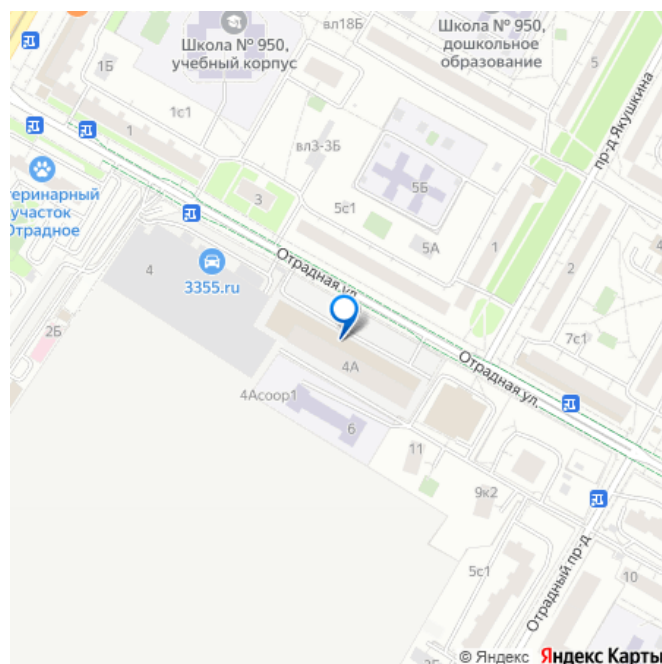 Школа № 950,
учебный корпус
вл18Б
Школа № 950,
дошкольное
образование
1Б
5
1с1
1
вл3-3Б
пр-д Якушкина
теринарный
участок
Отрадное
3
5Б
5с1
5А
1
4
4
3355.ru
Отрадная ул.
2
2Б
7с1
4А
Отрадная ул.
4Асоор1
6
11
9к2
5с1
10
Отрадный пр-д
© Яндекс Яндекс Карты